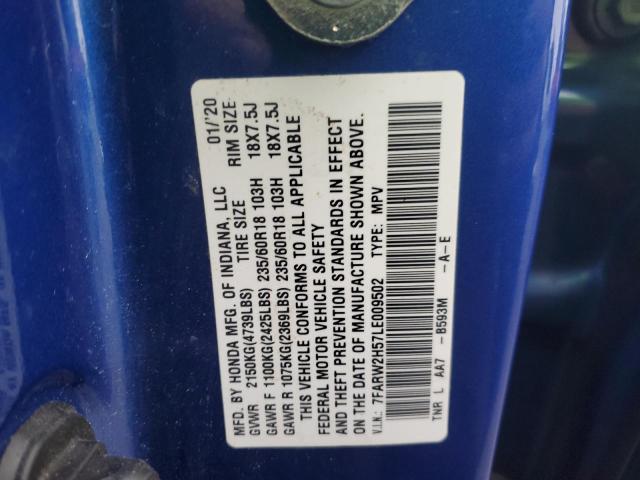 MFD. BY HONDA MFG. OF INDIANA, LLC 01/'20
GVWR 2150KG(4739LBS) TIRE SIZE RIM SIZE
GAWR F 1100KG(2425LBS) 235/60R18 103H 18X7.5J
GAWR R 1075KG(2369LBS) 235/60R18 103H 18X7.5J
THIS VEHICLE CONFORMS TO ALL APPLICABLE
FEDERAL MOTOR VEHICLE SAFETY
AND THEFT PREVENTION STANDARDS IN EFFECT
ON THE DATE OF MANUFACTURE SHOWN ABOVE.
V.I.N.: 7FARW2H57LE009502 TYPE: MPV
TNR L AA7 -B593M -A-E